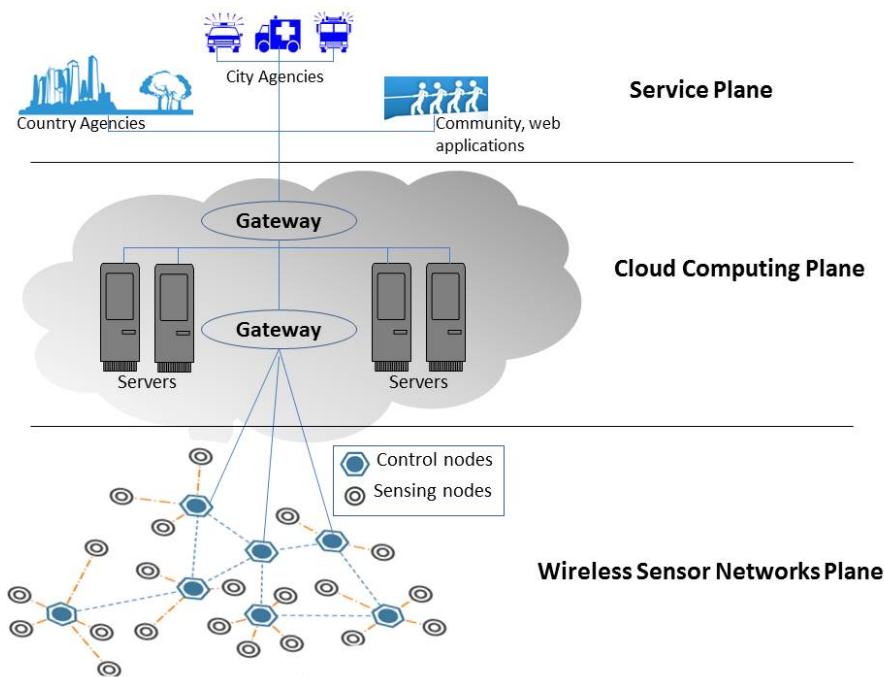 City Agencies
Service Plane
Country Agencies
Community, web
applications
Gateway
Cloud Computing Plane
Gateway
Servers
Servers
Control nodes
Sensing nodes
Wireless Sensor Networks Plane